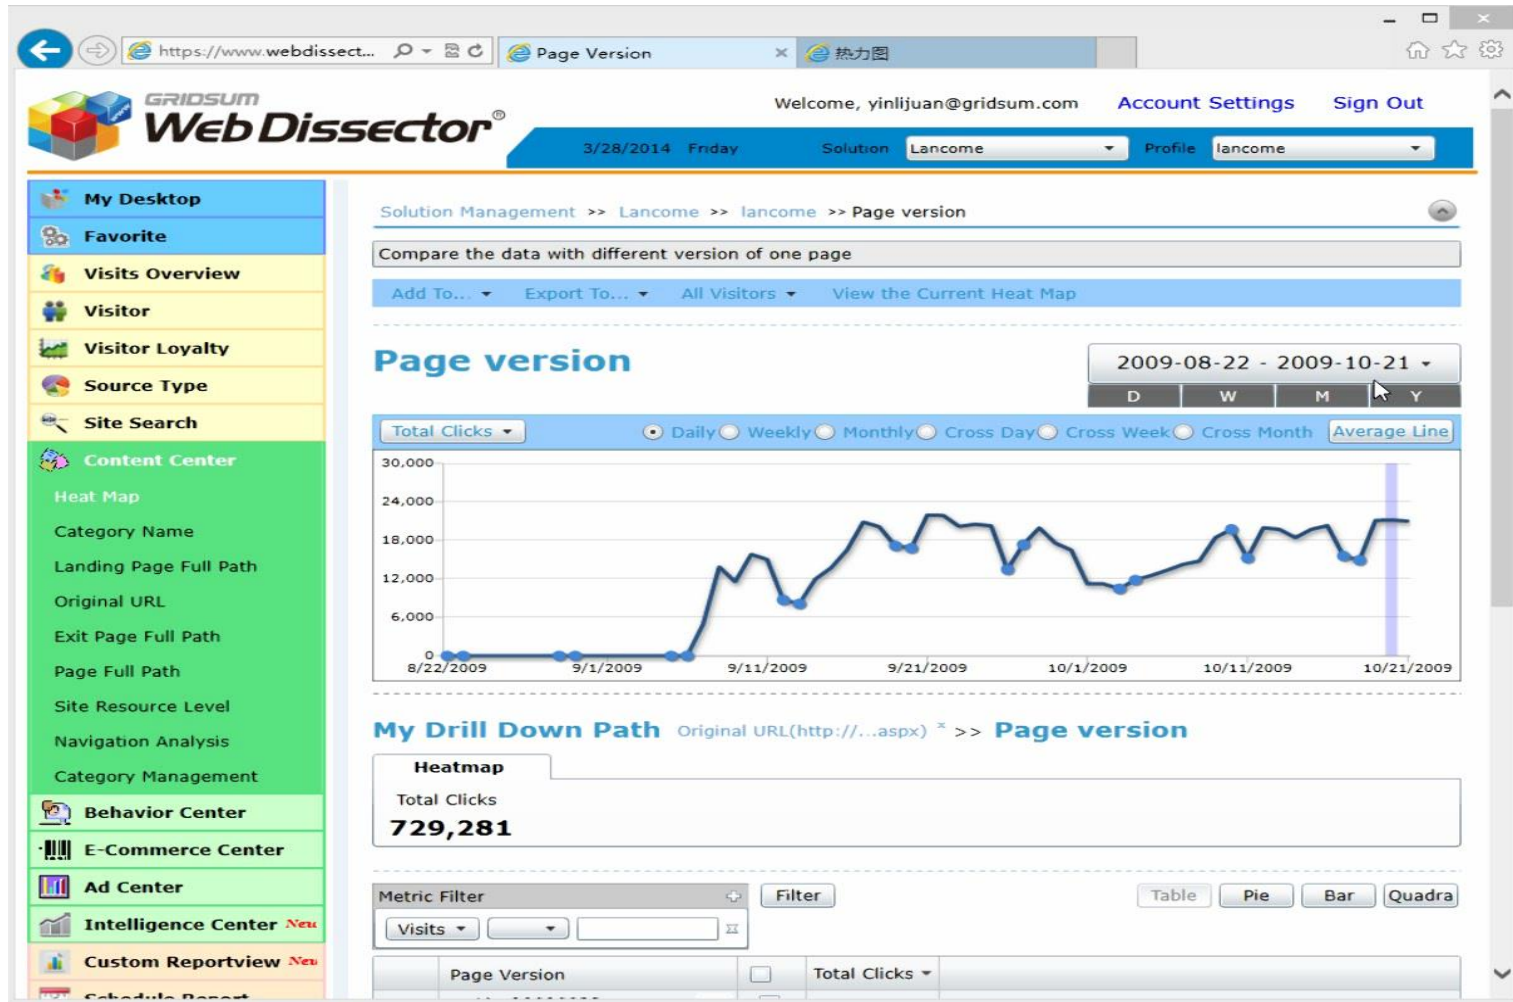 https://www.webdissect...
Page Version
热力图
GRIDSUM
Web Dissector®
Welcome, yinlijuan@gridsum.com Account Settings Sign Out
3/28/2014 Friday Solution Lancome Profile lancome
My Desktop
Favorite
Visits Overview
Visitor
Visitor Loyalty
Source Type
Site Search
Content Center
Heat Map
Category Name
Landing Page Full Path
Original URL
Exit Page Full Path
Page Full Path
Site Resource Level
Navigation Analysis
Category Management
Behavior Center
E-Commerce Center
Ad Center
Intelligence Center New
Custom Reportview New
Schedule Report
Solution Management >> Lancome >> lancome >> Page version
Compare the data with different version of one page
Add To... Export To... All Visitors View the Current Heat Map
Page version
2009-08-22 - 2009-10-21
D W M Y
Total Clicks Daily Weekly Monthly Cross Day Cross Week Cross Month Average Line
30,000
24,000
18,000
12,000
6,000
0
8/22/2009 9/1/2009 9/11/2009 9/21/2009 10/1/2009 10/11/2009 10/21/2009
My Drill Down Path Original URL(http://...aspx) x >> Page version
Heatmap
Total Clicks
729,281
Metric Filter Filter Table Pie Bar Quadra
Visits
Page Version Total Clicks